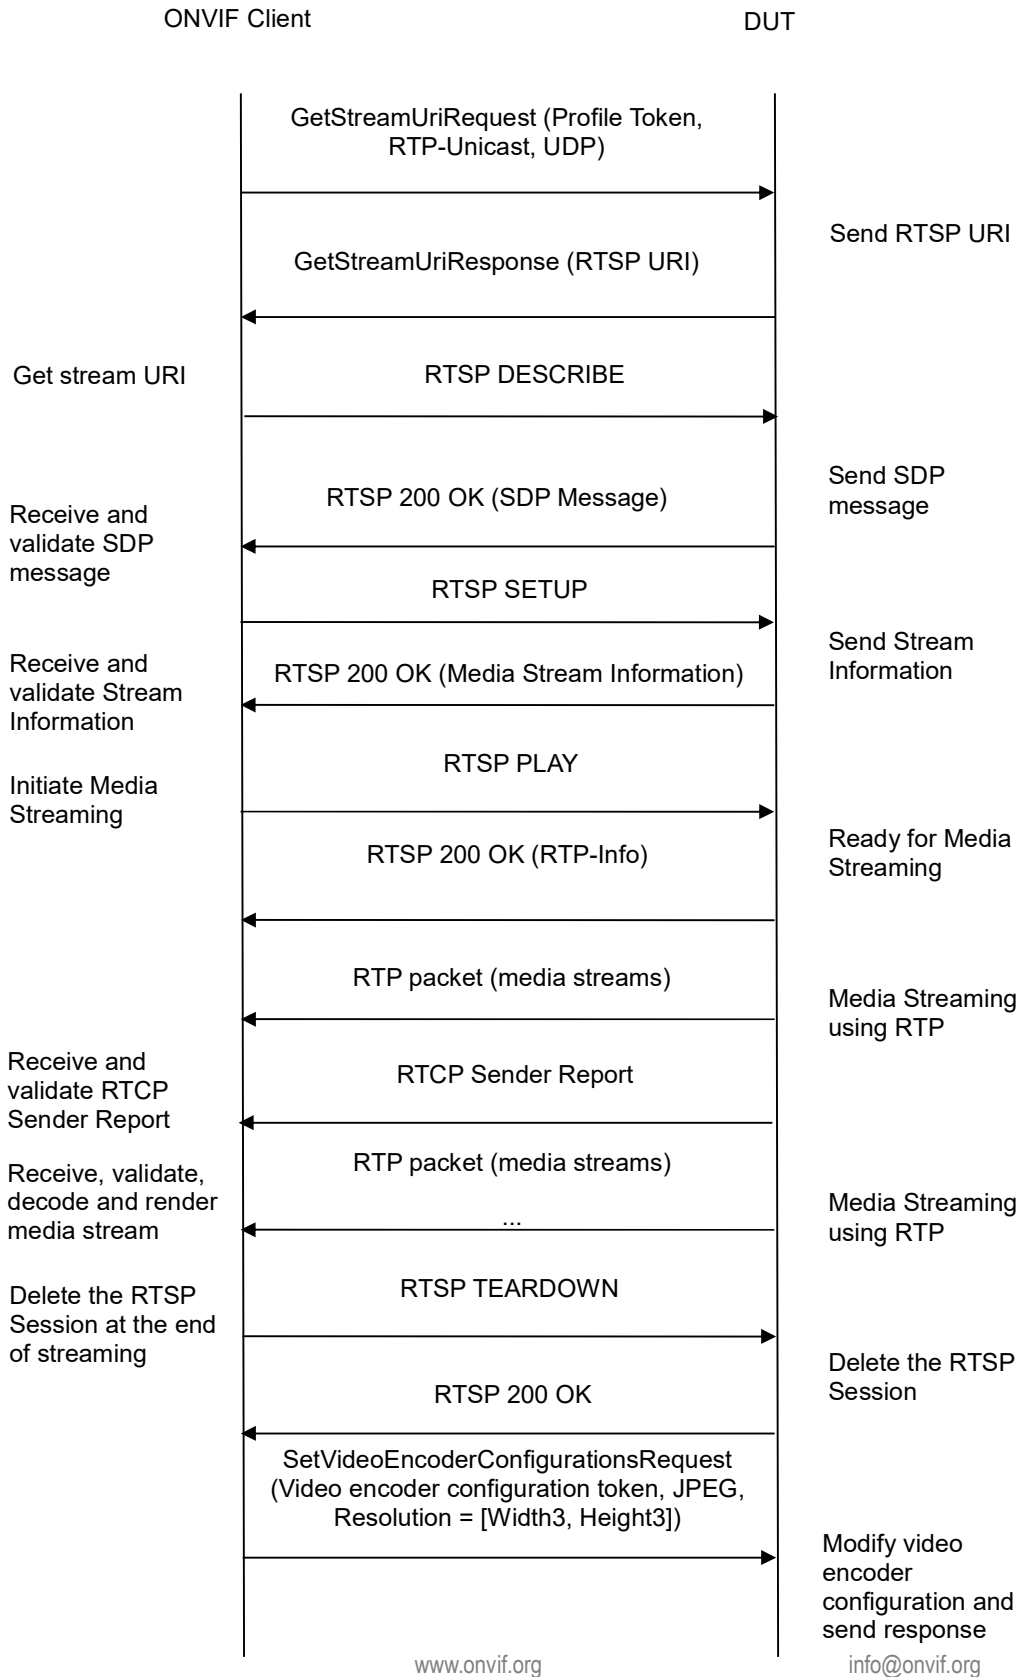 ONVIF Client
DUT
GetStreamUriRequest (Profile Token,
RTP-Unicast, UDP)
Send RTSP URI
GetStreamUriResponse (RTSP URI)
Get stream URI
RTSP DESCRIBE
Send SDP
message
RTSP 200 OK (SDP Message)
Receive and
validate SDP
message
RTSP SETUP
Send Stream
Information
Receive and
validate Stream
Information
RTSP 200 OK (Media Stream Information)
RTSP PLAY
Initiate Media
Streaming
Ready for Media
Streaming
RTSP 200 OK (RTP-Info)
RTP packet (media streams)
Media Streaming
using RTP
Receive and
validate RTCP
Sender Report
RTCP Sender Report
RTP packet (media streams)
...
Receive, validate,
decode and render
media stream
Media Streaming
using RTP
RTSP TEARDOWN
Delete the RTSP
Session at the end
of streaming
Delete the RTSP
Session
RTSP 200 OK
SetVideoEncoderConfigurationsRequest
(Video encoder configuration token, JPEG,
Resolution = [Width3, Height3])
Modify video
encoder
configuration and
send response
www.onvif.org
info@onvif.org